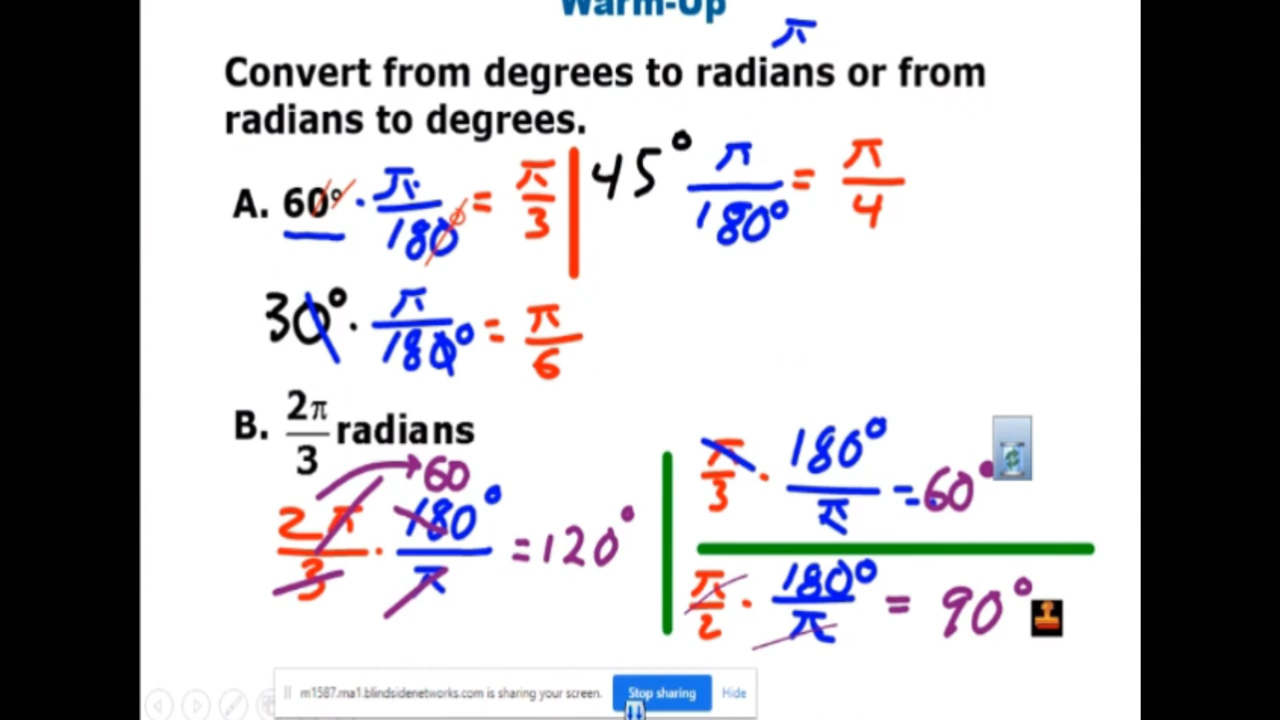 Warm-Up
π
Convert from degrees to radians or from
radians to degrees.
A. 60° · π/180° = π/3
45° π/180° = π/4
30° · π/180° = π/6
B. 2π/3 radians
60
2π/3 · 180°/π = 120°
π/3 · 180°/π = 60°
π/2 · 180°/π = 90°
m1587.ma1.blindsidenetworks.com is sharing your screen. Stop sharing Hide